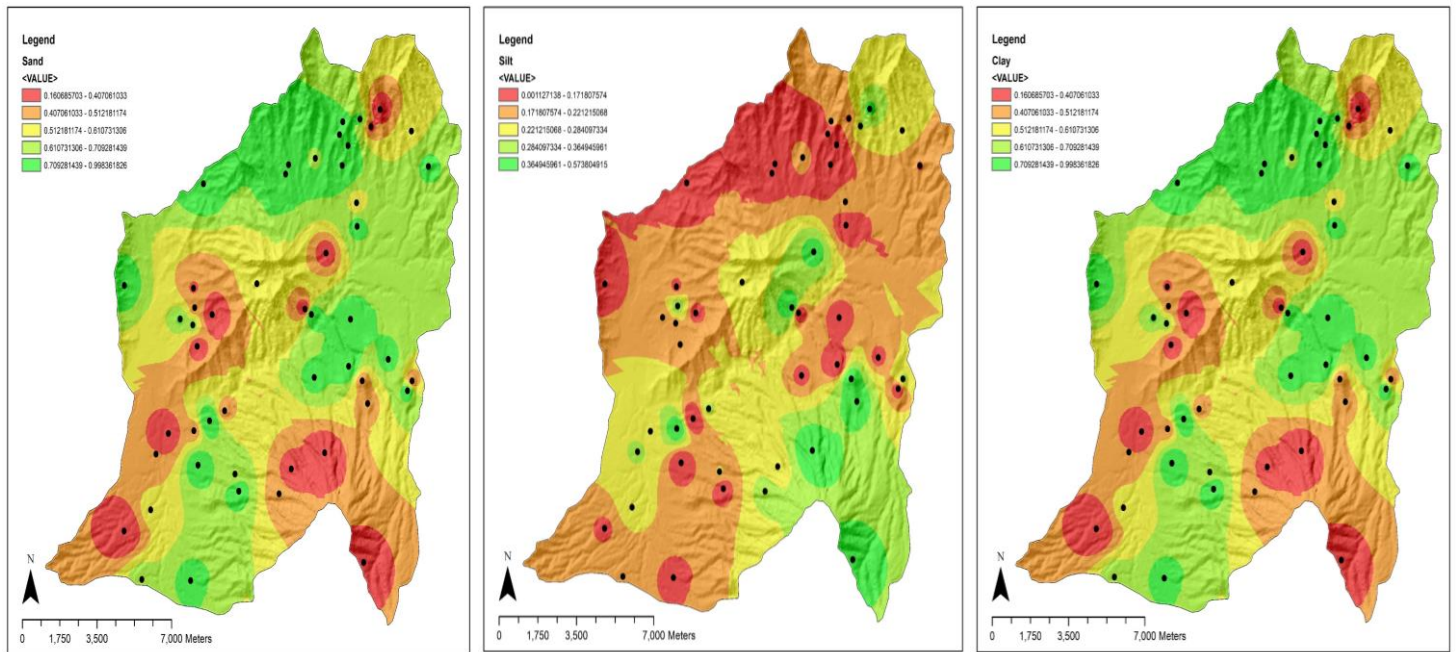 Legend
Sand
<VALUE>
0.160685703 - 0.407061033
0.407061033 - 0.512181174
0.512181174 - 0.610731306
0.610731306 - 0.709281439
0.709281439 - 0.998361826
N
0 1,750 3,500 7,000 Meters
Legend
Silt
<VALUE>
0.001127138 - 0.171807574
0.171807574 - 0.221215068
0.221215068 - 0.284097334
0.284097334 - 0.364945961
0.364945961 - 0.573804915
N
0 1,750 3,500 7,000 Meters
Legend
Clay
<VALUE>
0.160685703 - 0.407061033
0.407061033 - 0.512181174
0.512181174 - 0.610731306
0.610731306 - 0.709281439
0.709281439 - 0.998361826
N
0 1,750 3,500 7,000 Meters